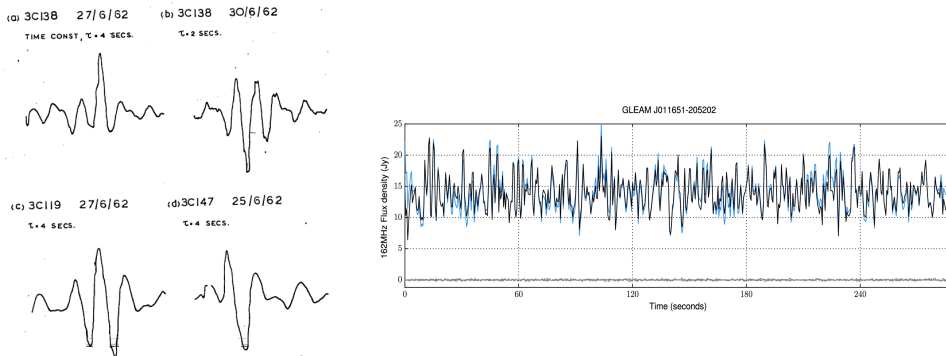 (a) 3C138 27/6/62
TIME CONST, τ = 4 SECS.
(b) 3C138 30/6/62
τ = 2 SECS.
(c) 3C119 27/6/62
τ = 4 SECS.
(d) 3C147 25/6/62
τ = 4 SECS.
GLEAM J011651-205202
162MHz Flux density (Jy)
25
20
15
10
5
0
0 60 120 180 240
Time (seconds)